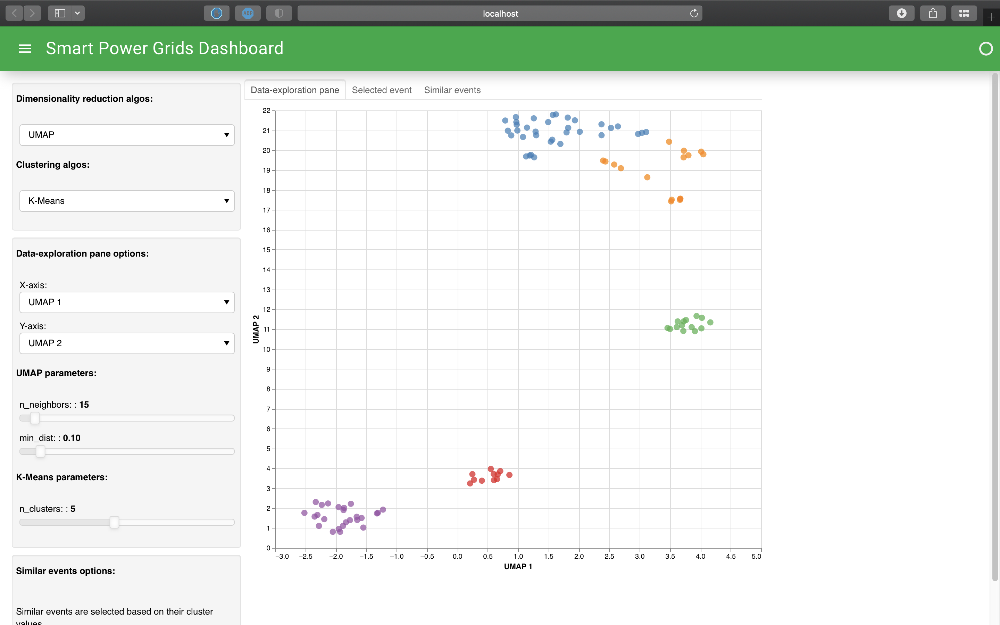 ABP
localhost
Smart Power Grids Dashboard
Dimensionality reduction algos:
UMAP
Clustering algos:
K-Means
Data-exploration pane options:
X-axis:
UMAP 1
Y-axis:
UMAP 2
UMAP parameters:
n_neighbors: : 15
min_dist: : 0.10
K-Means parameters:
n_clusters: : 5
Similar events options:
Similar events are selected based on their cluster
values
Data-exploration pane Selected event Similar events
22
21
20
19
18
17
16
15
14
13
12
11
10
9
8
7
6
5
4
3
2
1
0
UMAP 2
−3.0 −2.5 −2.0 −1.5 −1.0 −0.5 0.0 0.5 1.0 1.5 2.0 2.5 3.0 3.5 4.0 4.5 5.0
UMAP 1